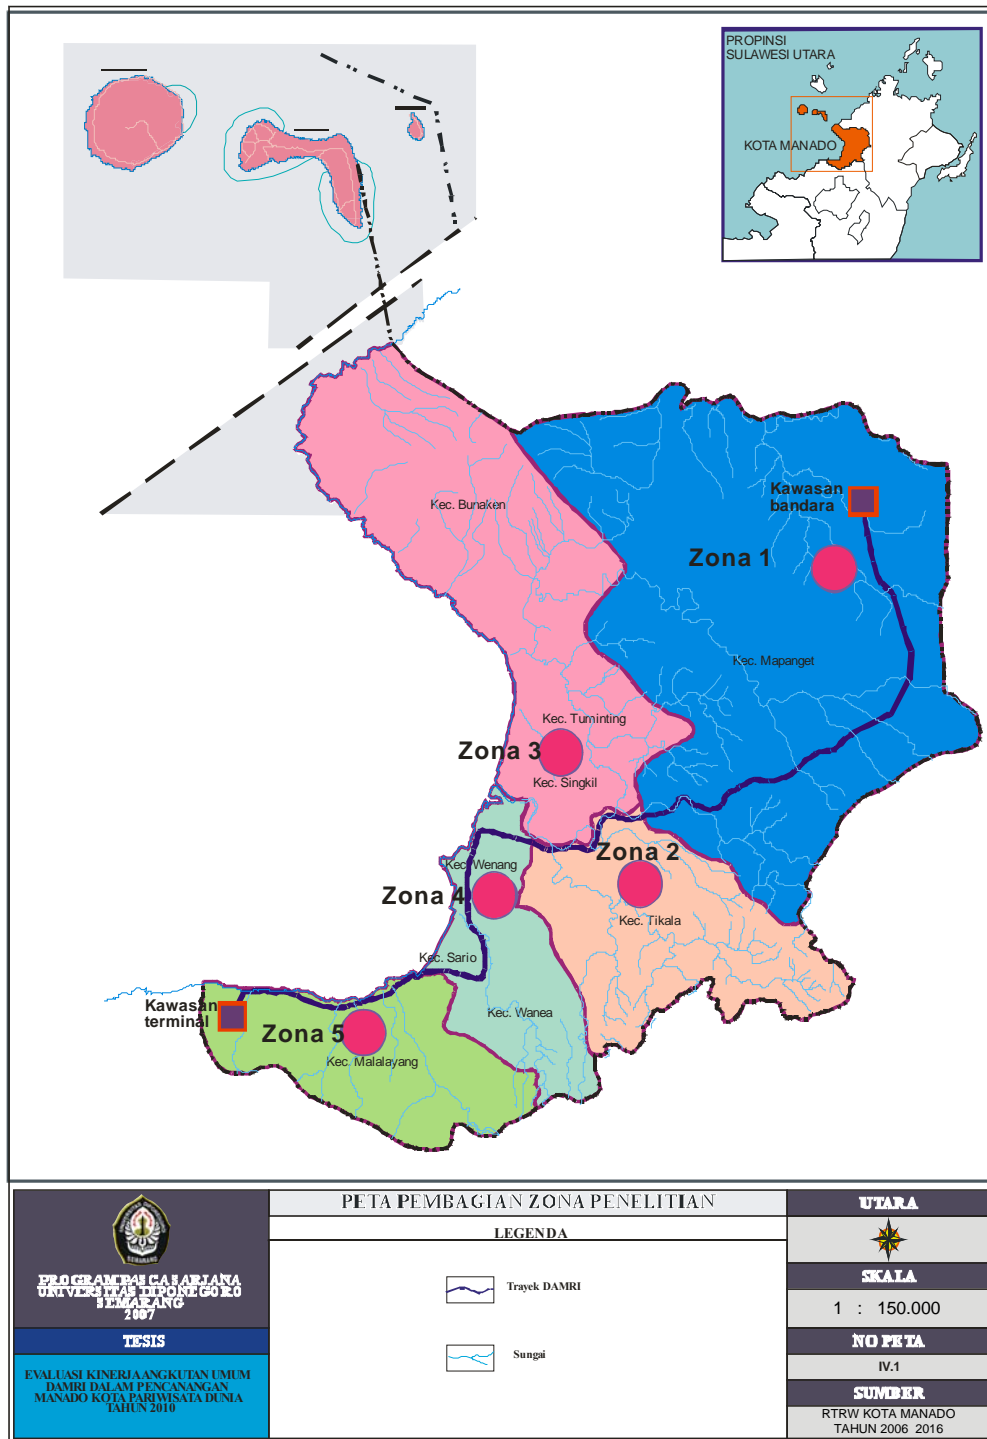 PROPINSI
SULAWESI UTARA
KOTA MANADO
Kec. Bunaken
Kawasan
bandara
Zona 1
Kec. Mapanget
Kec. Tuminting
Zona 3
Kec. Singkil
Zona 2
Kec. Wenang
Zona 4
Kec. Tikala
Kec. Sario
Kawasan
terminal
Kec. Wanea
Zona 5
Kec. Malalayang
PROGRAM PASCASARJANA
UNIVERSITAS DIPONEGORO
SEMARANG
2007
TESIS
EVALUASI KINERJA ANGKUTAN UMUM
DAMRI DALAM PENCANANGAN
MANADO KOTA PARIWISATA DUNIA
TAHUN 2010
PETA PEMBAGIAN ZONA PENELITIAN
LEGENDA
Trayek DAMRI
Sungai
UTARA
SKALA
1 : 150.000
NO PETA
IV.1
SUMBER
RTRW KOTA MANADO
TAHUN 2006 2016